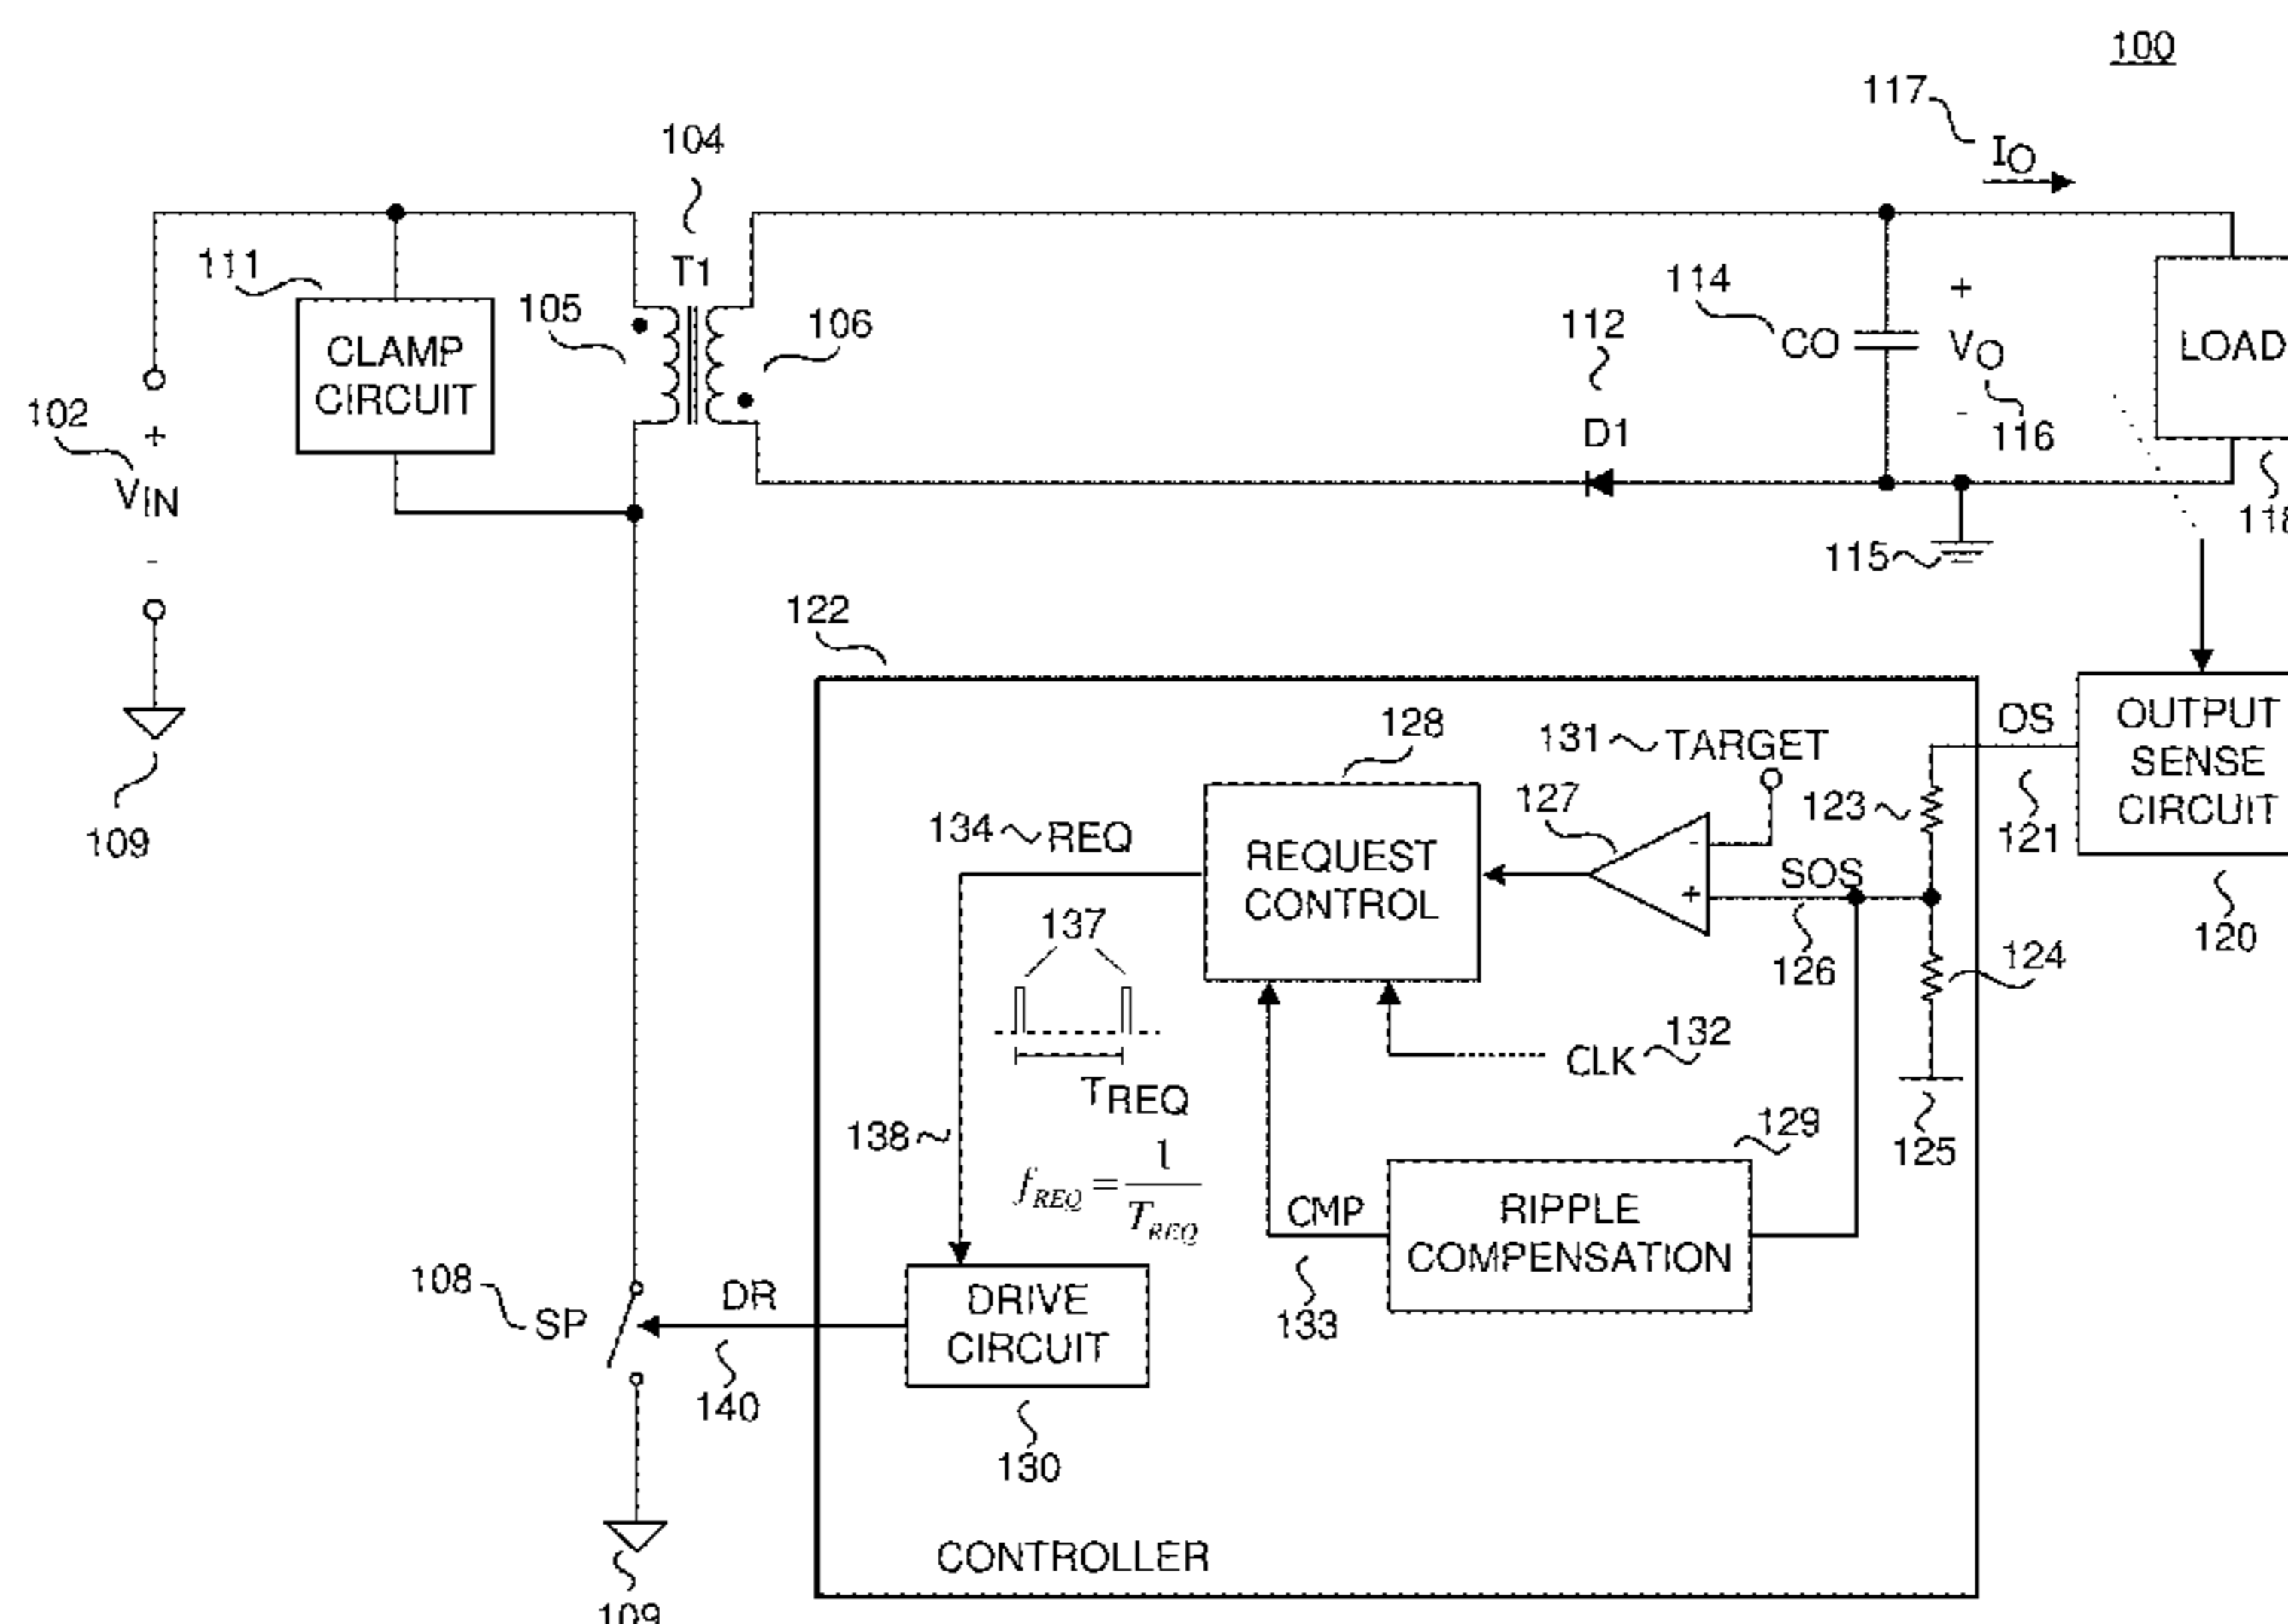 100
117
IO
104
T1
111
CLAMP
CIRCUIT
105
106
112
D1
114
CO
+
VO
-
116
LOAD
118
102
+
VIN
-
109
115
122
128
131 TARGET
127
-
+
SOS
126
123
124
125
OS
121
OUTPUT
SENSE
CIRCUIT
120
134 REQ
REQUEST
CONTROL
137
TREQ
fREQ = 1/TREQ
138
CLK 132
129
CMP
133
RIPPLE
COMPENSATION
108
SP
DR
140
DRIVE
CIRCUIT
130
109
CONTROLLER